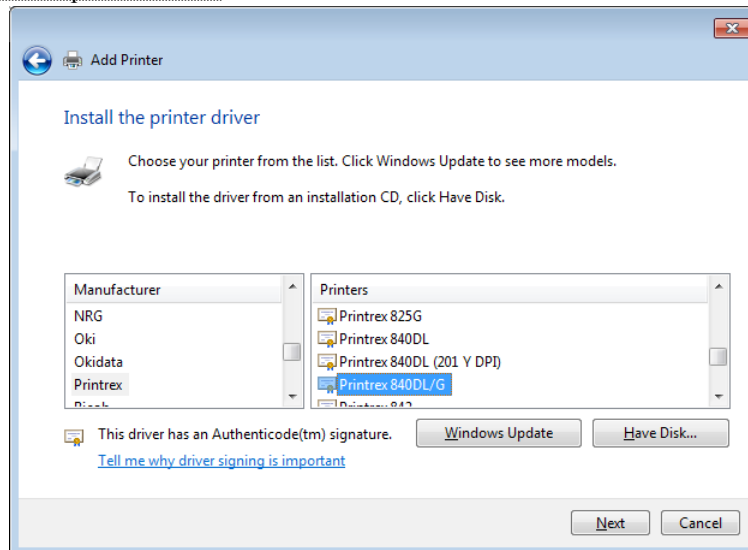 Add Printer
Install the printer driver
Choose your printer from the list. Click Windows Update to see more models.
To install the driver from an installation CD, click Have Disk.
Manufacturer
NRG
Oki
Okidata
Printrex
Printers
Printrex 825G
Printrex 840DL
Printrex 840DL (201 Y DPI)
Printrex 840DL/G
Printrex 842
This driver has an Authenticode(tm) signature.
Windows Update
Have Disk...
Tell me why driver signing is important
Next
Cancel